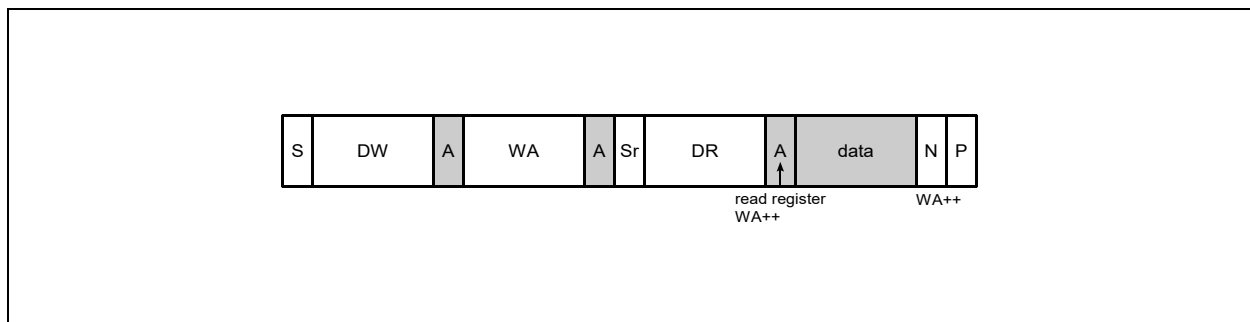 S DW A WA A Sr DR A data N P
read register WA++
WA++